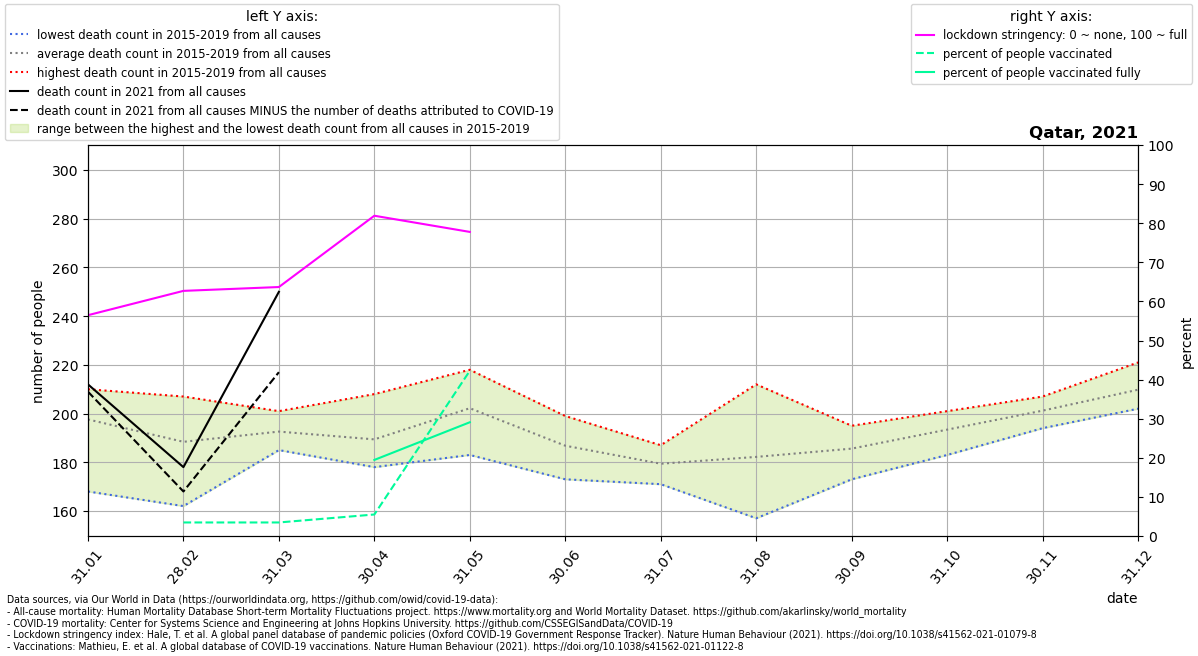 left Y axis:
lowest death count in 2015-2019 from all causes
average death count in 2015-2019 from all causes
highest death count in 2015-2019 from all causes
death count in 2021 from all causes
death count in 2021 from all causes MINUS the number of deaths attributed to COVID-19
range between the highest and the lowest death count from all causes in 2015-2019
right Y axis:
lockdown stringency: 0 ~ none, 100 ~ full
percent of people vaccinated
percent of people vaccinated fully
Qatar, 2021
number of people
300
280
260
240
220
200
180
160
100
90
80
70
60
50
40
30
20
10
0
percent
31.01
28.02
31.03
30.04
31.05
30.06
31.07
31.08
30.09
31.10
30.11
31.12
date
Data sources, via Our World in Data (https://ourworldindata.org, https://github.com/owid/covid-19-data):
- All-cause mortality: Human Mortality Database Short-term Mortality Fluctuations project. https://www.mortality.org and World Mortality Dataset. https://github.com/akarlinsky/world_mortality
- COVID-19 mortality: Center for Systems Science and Engineering at Johns Hopkins University. https://github.com/CSSEGISandData/COVID-19
- Lockdown stringency index: Hale, T. et al. A global panel database of pandemic policies (Oxford COVID-19 Government Response Tracker). Nature Human Behaviour (2021). https://doi.org/10.1038/s41562-021-01079-8
- Vaccinations: Mathieu, E. et al. A global database of COVID-19 vaccinations. Nature Human Behaviour (2021). https://doi.org/10.1038/s41562-021-01122-8